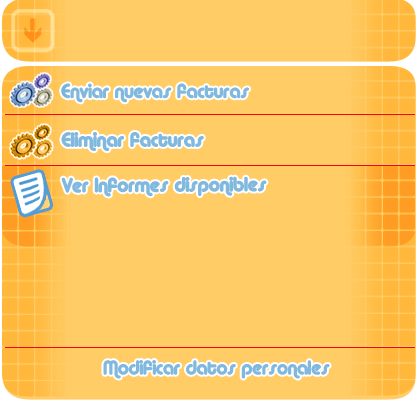 Enviar nuevas facturas
Eliminar facturas
Ver Informes disponibles
Modificar datos personales